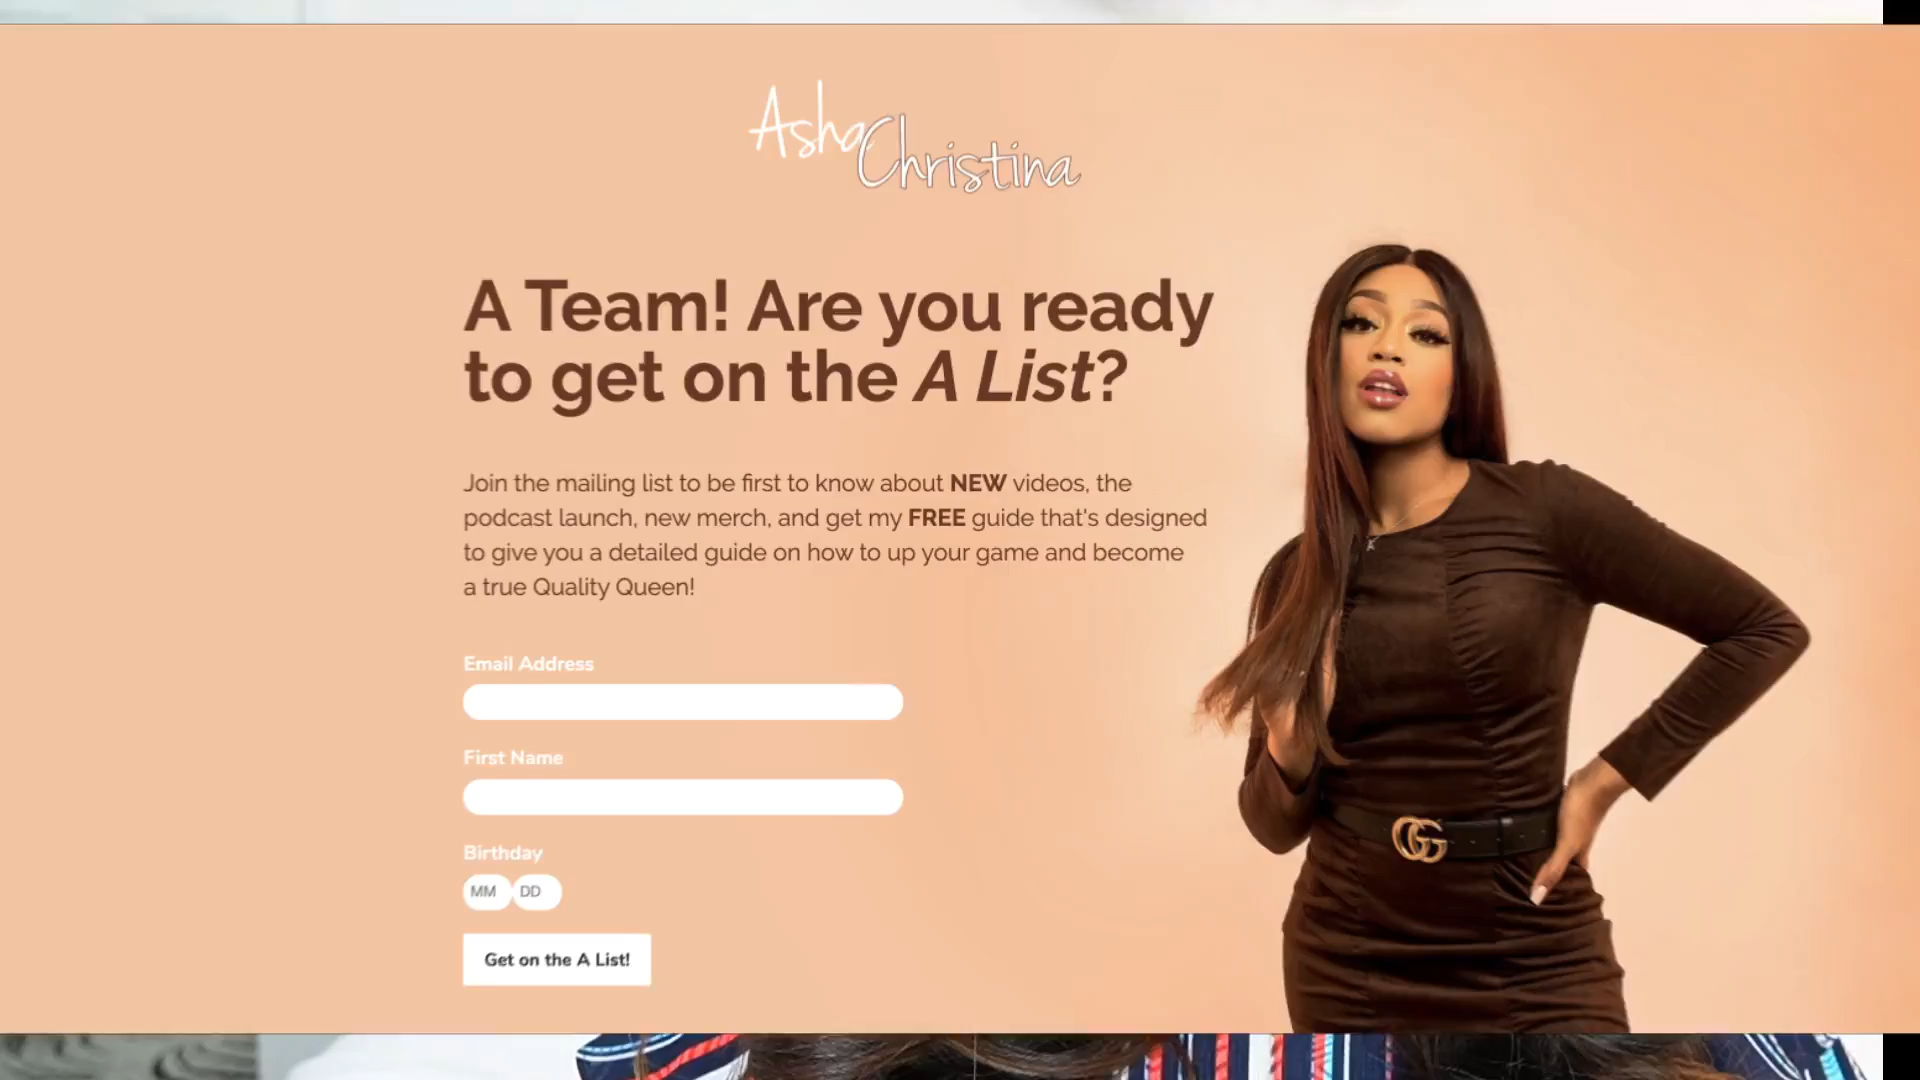 Asha
Christina
A Team! Are you ready
to get on the A List?
Join the mailing list to be first to know about NEW videos, the
podcast launch, new merch, and get my FREE guide that's designed
to give you a detailed guide on how to up your game and become
a true Quality Queen!
Email Address
First Name
Birthday
MM DD
Get on the A List!